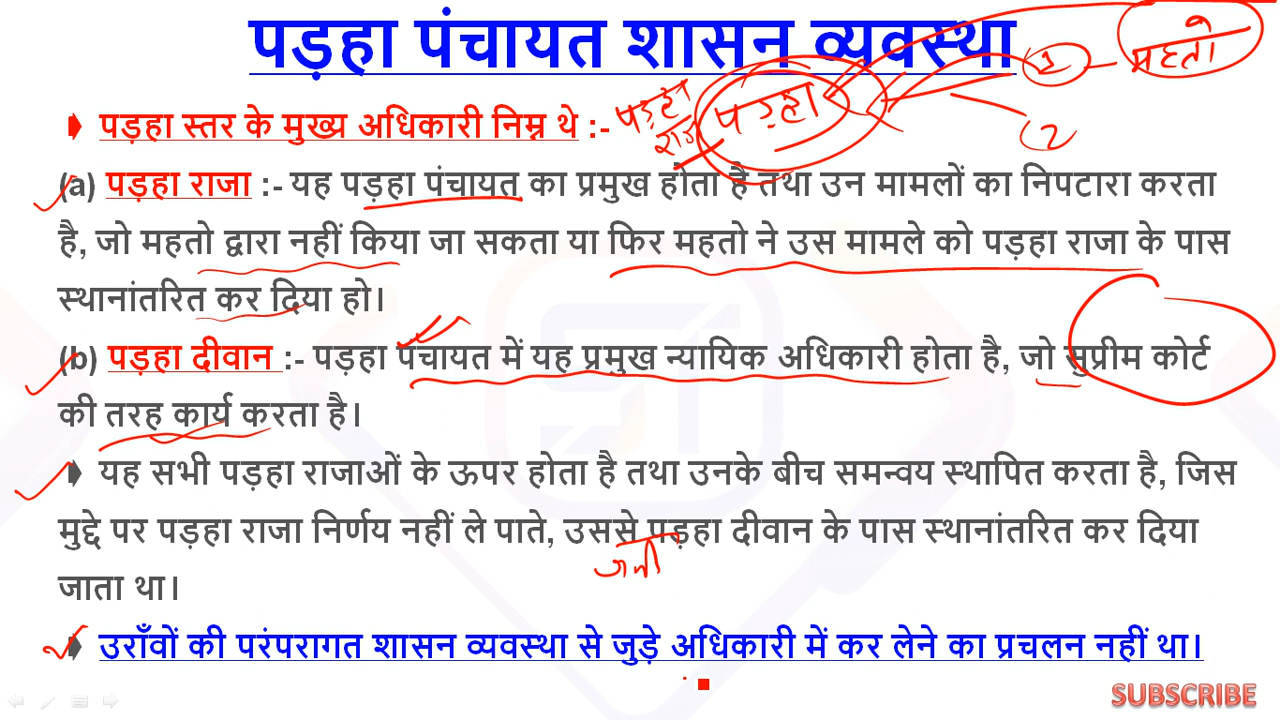 पड़हा पंचायत शासन व्यवस्था
महतो
1
2
पड़हा
पड़हा
राजा
➧ पड़हा स्तर के मुख्य अधिकारी निम्न थे :-
(a) पड़हा राजा :- यह पड़हा पंचायत का प्रमुख होता है तथा उन मामलों का निपटारा करता
है, जो महतो द्वारा नहीं किया जा सकता या फिर महतो ने उस मामले को पड़हा राजा के पास
स्थानांतरित कर दिया हो।
(b) पड़हा दीवान :- पड़हा पंचायत में यह प्रमुख न्यायिक अधिकारी होता है, जो सुप्रीम कोर्ट
की तरह कार्य करता है।
➧ यह सभी पड़हा राजाओं के ऊपर होता है तथा उनके बीच समन्वय स्थापित करता है, जिस
मुद्दे पर पड़हा राजा निर्णय नहीं ले पाते, उससे पड़हा दीवान के पास स्थानांतरित कर दिया
जाता था।
➧ उराँवों की परंपरागत शासन व्यवस्था से जुड़े अधिकारी में कर लेने का प्रचलन नहीं था।
SUBSCRIBE